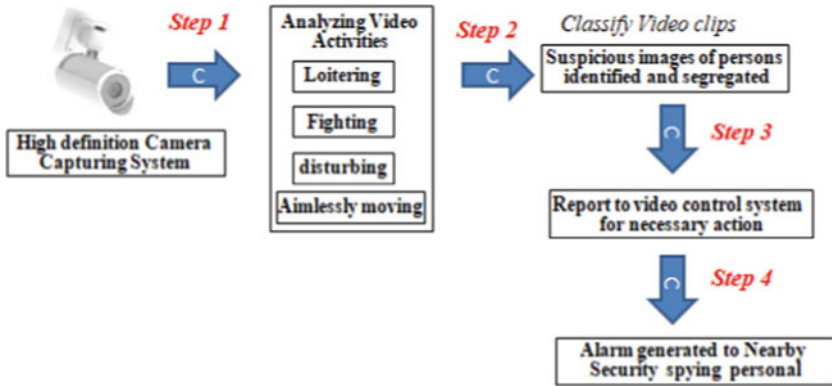 Step 1
C
High definition Camera
Capturing System
Analyzing Video
Activities
Loitering
Fighting
disturbing
Aimlessly moving
Step 2
C
Classify Video clips
Suspicious images of persons
identified and segregated
C
Step 3
Report to video control system
for necessary action
C
Step 4
Alarm generated to Nearby
Security spying personal